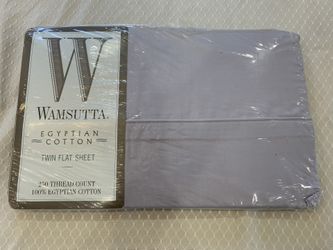 W
WAMSUTTA
EGYPTIAN
COTTON
TWIN FLAT SHEET
250 THREAD COUNT
100% EGYPTIAN COTTON